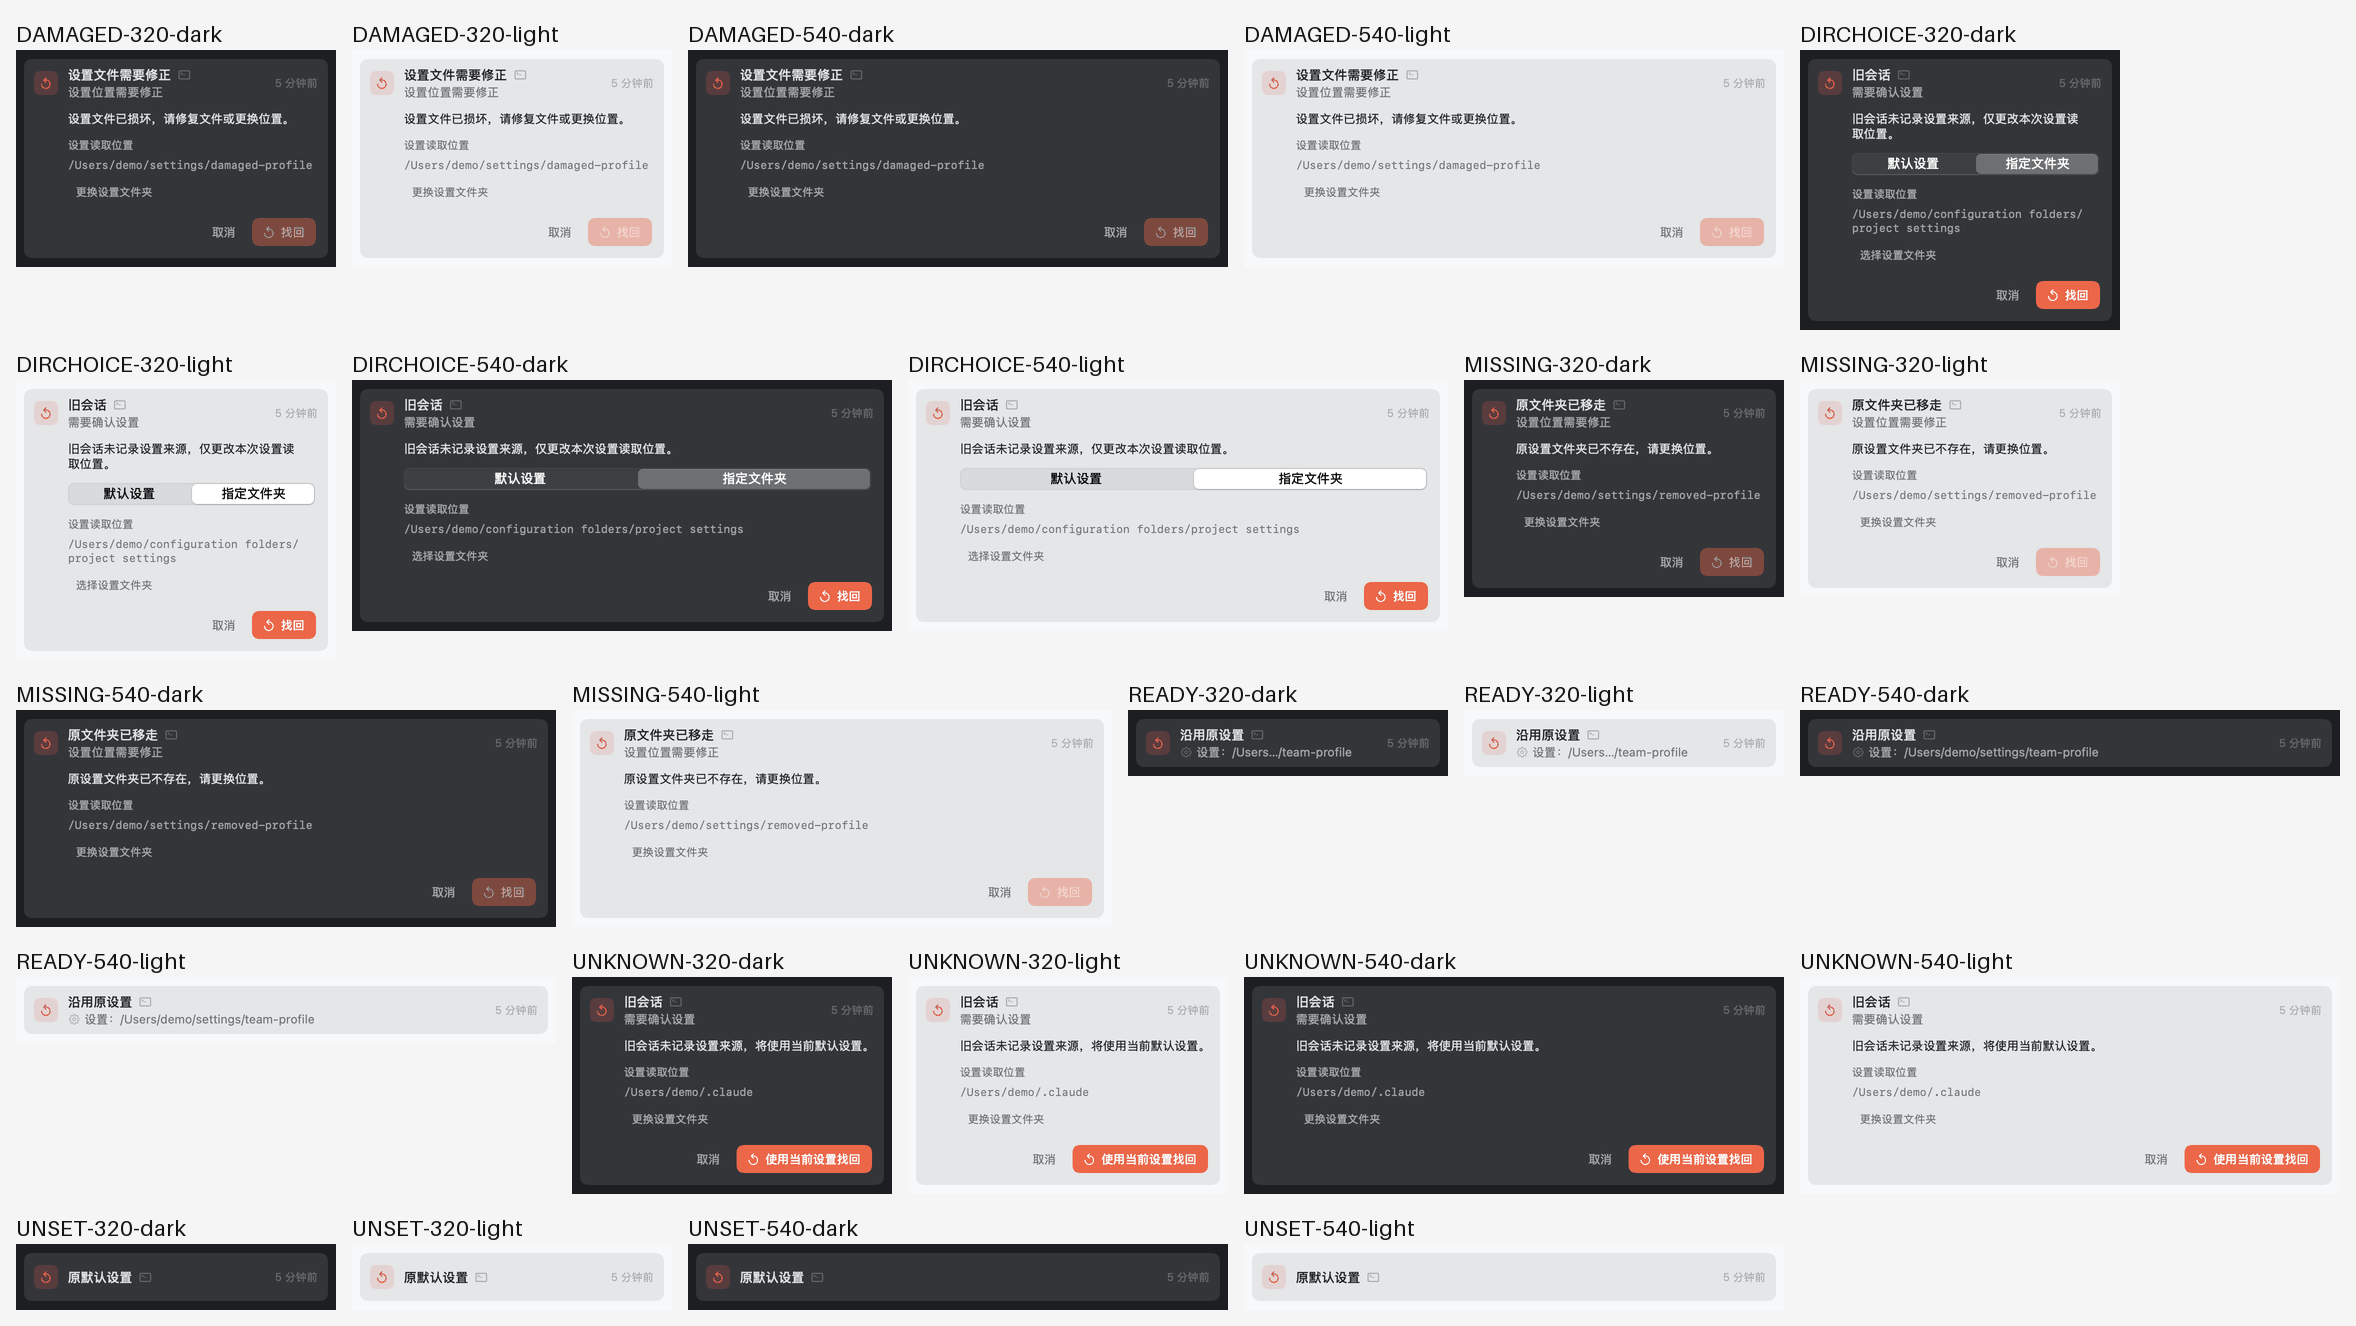 DAMAGED-320-dark
设置文件需要修正
5 分钟前
设置位置需要修正
设置文件已损坏，请修复文件或更换位置。
设置读取位置
/Users/demo/settings/damaged-profile
更换设置文件夹
取消
找回
DAMAGED-320-light
设置文件需要修正
5 分钟前
设置位置需要修正
设置文件已损坏，请修复文件或更换位置。
设置读取位置
/Users/demo/settings/damaged-profile
更换设置文件夹
取消
找回
DAMAGED-540-dark
设置文件需要修正
5 分钟前
设置位置需要修正
设置文件已损坏，请修复文件或更换位置。
设置读取位置
/Users/demo/settings/damaged-profile
更换设置文件夹
取消
找回
DAMAGED-540-light
设置文件需要修正
5 分钟前
设置位置需要修正
设置文件已损坏，请修复文件或更换位置。
设置读取位置
/Users/demo/settings/damaged-profile
更换设置文件夹
取消
找回
DIRCHOICE-320-dark
旧会话
5 分钟前
需要确认设置
旧会话未记录设置来源，仅更改本次设置读
取位置。
默认设置
指定文件夹
设置读取位置
/Users/demo/configuration folders/
project settings
选择设置文件夹
取消
找回
DIRCHOICE-320-light
旧会话
5 分钟前
需要确认设置
旧会话未记录设置来源，仅更改本次设置读
取位置。
默认设置
指定文件夹
设置读取位置
/Users/demo/configuration folders/
project settings
选择设置文件夹
取消
找回
DIRCHOICE-540-dark
旧会话
5 分钟前
需要确认设置
旧会话未记录设置来源，仅更改本次设置读取位置。
默认设置
指定文件夹
设置读取位置
/Users/demo/configuration folders/project settings
选择设置文件夹
取消
找回
DIRCHOICE-540-light
旧会话
5 分钟前
需要确认设置
旧会话未记录设置来源，仅更改本次设置读取位置。
默认设置
指定文件夹
设置读取位置
/Users/demo/configuration folders/project settings
选择设置文件夹
取消
找回
MISSING-320-dark
原文件夹已移走
5 分钟前
设置位置需要修正
原设置文件夹已不存在，请更换位置。
设置读取位置
/Users/demo/settings/removed-profile
更换设置文件夹
取消
找回
MISSING-320-light
原文件夹已移走
5 分钟前
设置位置需要修正
原设置文件夹已不存在，请更换位置。
设置读取位置
/Users/demo/settings/removed-profile
更换设置文件夹
取消
找回
MISSING-540-dark
原文件夹已移走
5 分钟前
设置位置需要修正
原设置文件夹已不存在，请更换位置。
设置读取位置
/Users/demo/settings/removed-profile
更换设置文件夹
取消
找回
MISSING-540-light
原文件夹已移走
5 分钟前
设置位置需要修正
原设置文件夹已不存在，请更换位置。
设置读取位置
/Users/demo/settings/removed-profile
更换设置文件夹
取消
找回
READY-320-dark
沿用原设置
5 分钟前
设置：/Users.../team-profile
READY-320-light
沿用原设置
5 分钟前
设置：/Users.../team-profile
READY-540-dark
沿用原设置
5 分钟前
设置：/Users/demo/settings/team-profile
READY-540-light
沿用原设置
5 分钟前
设置：/Users/demo/settings/team-profile
UNKNOWN-320-dark
旧会话
5 分钟前
需要确认设置
旧会话未记录设置来源，将使用当前默认设置。
设置读取位置
/Users/demo/.claude
更换设置文件夹
取消
使用当前设置找回
UNKNOWN-320-light
旧会话
5 分钟前
需要确认设置
旧会话未记录设置来源，将使用当前默认设置。
设置读取位置
/Users/demo/.claude
更换设置文件夹
取消
使用当前设置找回
UNKNOWN-540-dark
旧会话
5 分钟前
需要确认设置
旧会话未记录设置来源，将使用当前默认设置。
设置读取位置
/Users/demo/.claude
更换设置文件夹
取消
使用当前设置找回
UNKNOWN-540-light
旧会话
5 分钟前
需要确认设置
旧会话未记录设置来源，将使用当前默认设置。
设置读取位置
/Users/demo/.claude
更换设置文件夹
取消
使用当前设置找回
UNSET-320-dark
原默认设置
5 分钟前
UNSET-320-light
原默认设置
5 分钟前
UNSET-540-dark
原默认设置
5 分钟前
UNSET-540-light
原默认设置
5 分钟前